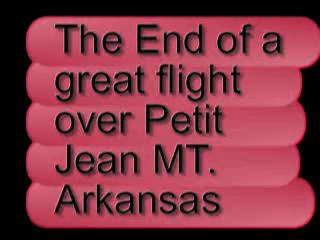 The End of a
great flight
over Petit
Jean MT.
Arkansas